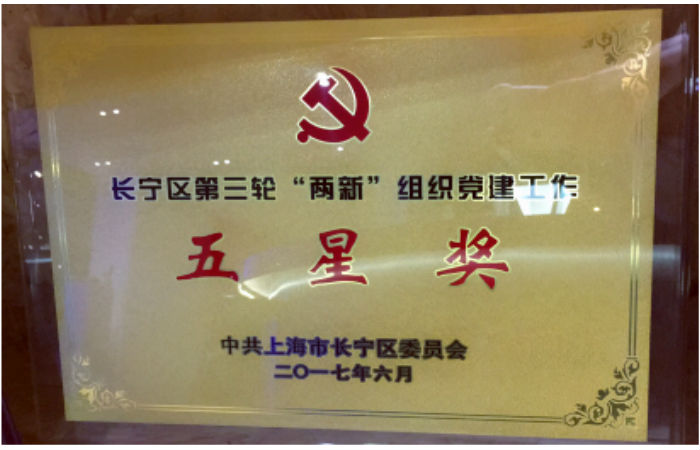 长宁区第三轮“两新”组织党建工作
五星奖
中共上海市长宁区委员会
二〇一七年六月